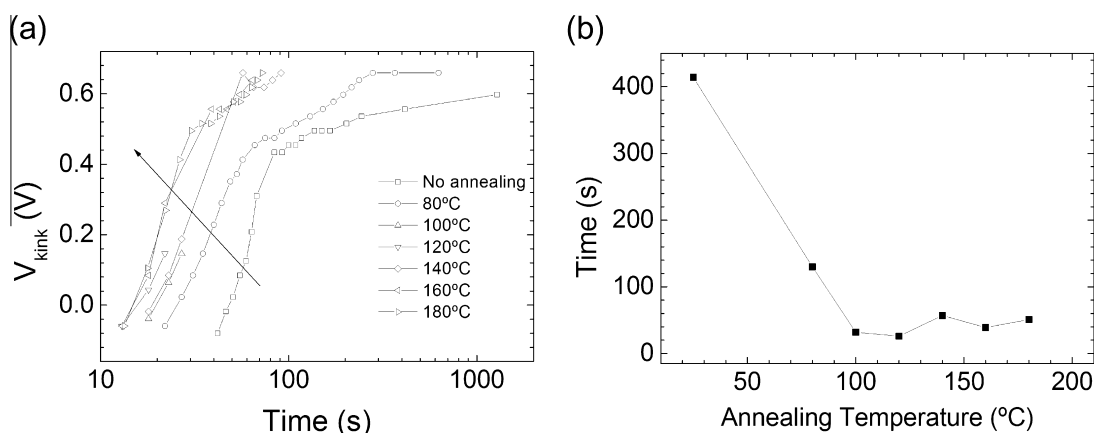 (a)
(b)
V kink (V)
0.6
0.4
0.2
0.0
10
100
1000
Time (s)
No annealing
80ºC
100ºC
120ºC
140ºC
160ºC
180ºC
Time (s)
400
300
200
100
0
50
100
150
200
Annealing Temperature (ºC)